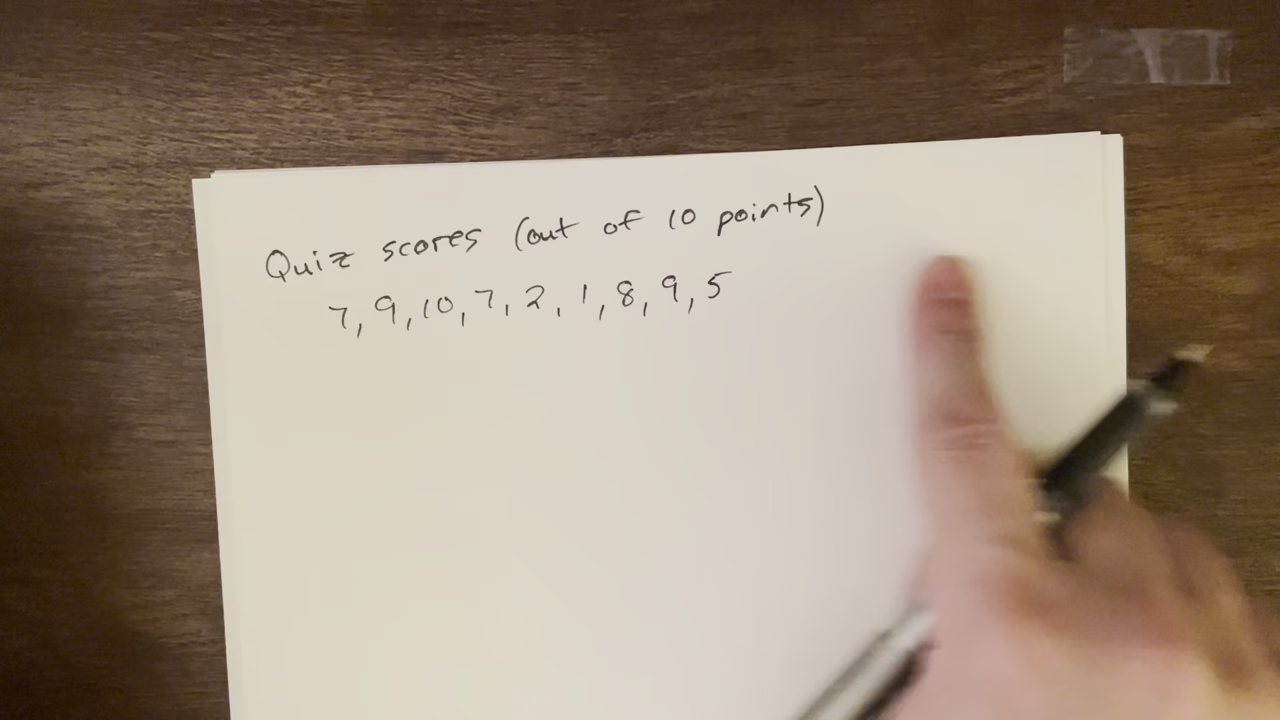 Quiz scores (out of 10 points)
7, 9, 10, 7, 2, 1, 8, 9, 5